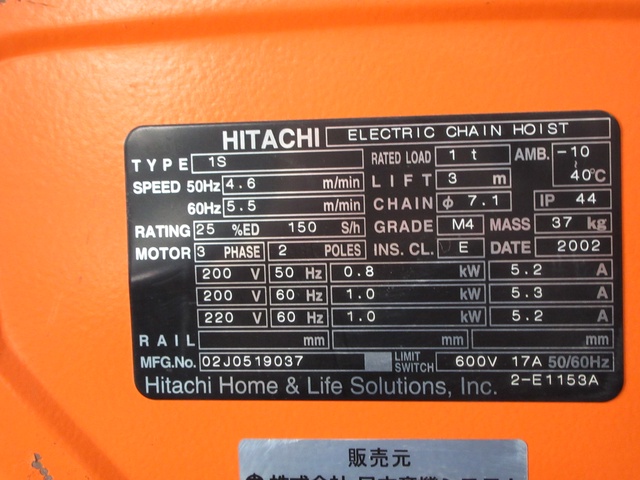 HITACHI ELECTRIC CHAIN HOIST
TYPE 1S RATED LOAD 1 t AMB. -10 ~ 40°C
SPEED 50Hz 4.6 m/min LIFT 3 m
60Hz 5.5 m/min CHAIN φ 7.1 IP 44
RATING 25 %ED 150 S/h GRADE M4 MASS 37 kg
MOTOR 3 PHASE 2 POLES INS. CL. E DATE 2002
200 V 50 Hz 0.8 kW 5.2 A
200 V 60 Hz 1.0 kW 5.3 A
220 V 60 Hz 1.0 kW 5.2 A
RAIL mm mm mm
MFG.No. 02J0519037 LIMIT SWITCH 600V 17A 50/60Hz
Hitachi Home & Life Solutions, Inc. 2-E1153A
販売元
株式会社